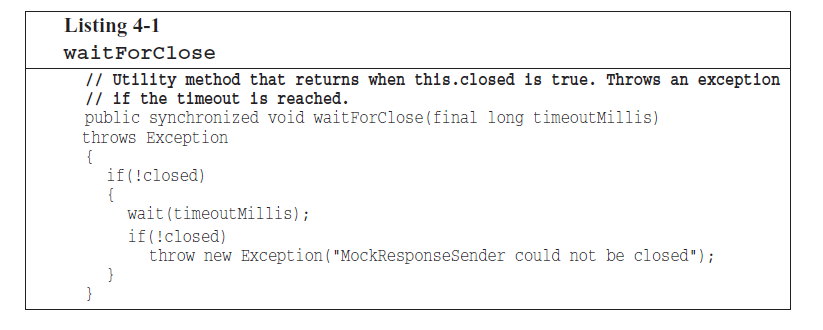 Listing 4-1
waitForClose
// Utility method that returns when this.closed is true. Throws an exception
// if the timeout is reached.
public synchronized void waitForClose(final long timeoutMillis)
throws Exception
{
if(!closed)
{
wait(timeoutMillis);
if(!closed)
throw new Exception("MockResponseSender could not be closed");
}
}